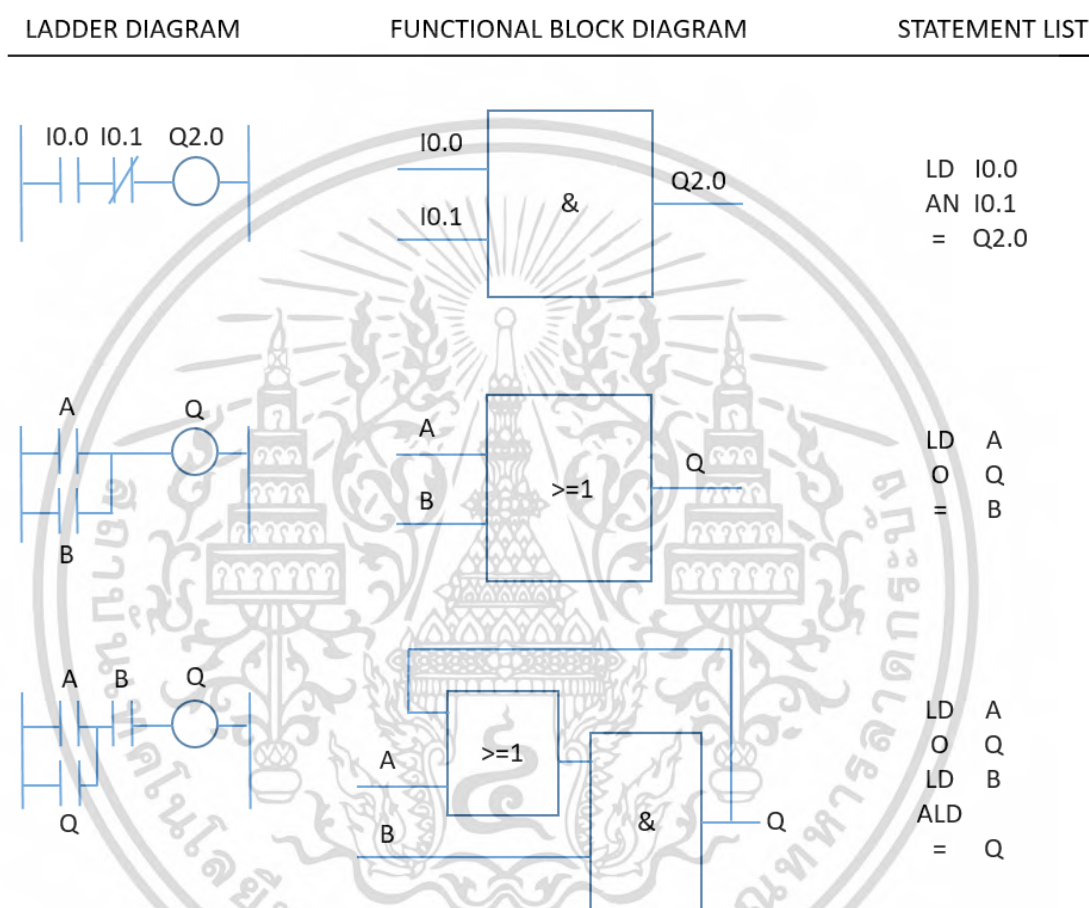 LADDER DIAGRAM FUNCTIONAL BLOCK DIAGRAM STATEMENT LIST
I0.0 I0.1 Q2.0
I0.0
I0.1
&
Q2.0
LD I0.0
AN I0.1
= Q2.0
A Q
B
A
B
>=1
Q
LD A
O Q
= B
A B Q
Q
A
B
>=1
&
Q
LD A
O Q
LD B
ALD
= Q